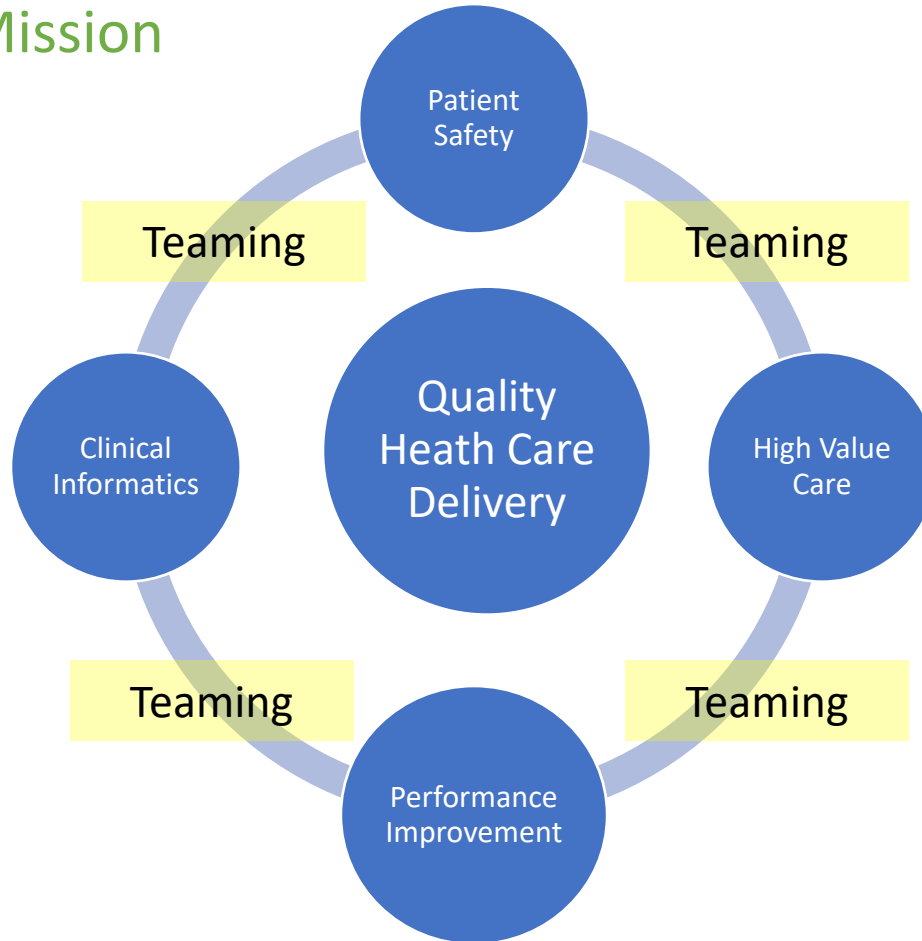 Mission
Patient
Safety
Teaming
Teaming
Quality
Heath Care
Delivery
Clinical
Informatics
High Value
Care
Teaming
Teaming
Performance
Improvement